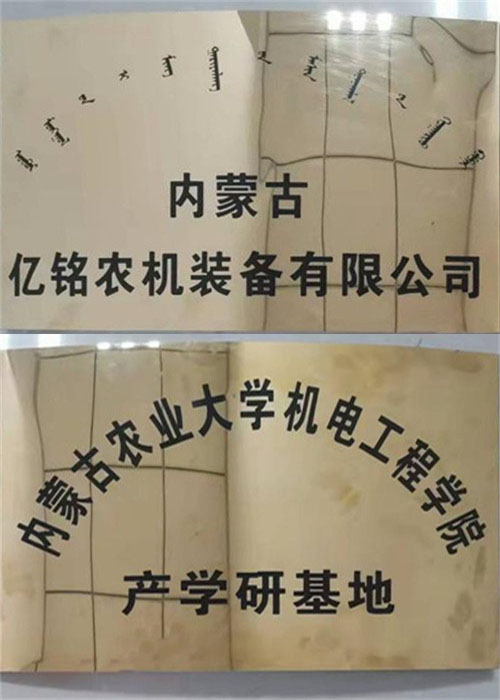 内蒙古
亿铭农机装备有限公司
内蒙古农业大学机电工程学院
产学研基地